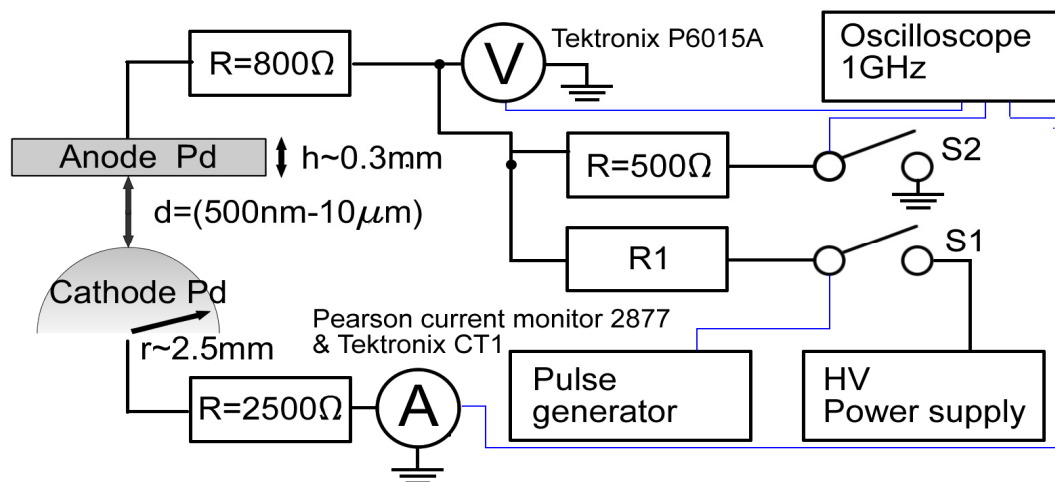 Tektronix P6015A
Oscilloscope
1GHz
R=800Ω
V
Anode Pd
h~0.3mm
R=500Ω
S2
d=(500nm-10μm)
R1
S1
Cathode Pd
r~2.5mm
Pearson current monitor 2877
& Tektronix CT1
R=2500Ω
A
Pulse
generator
HV
Power supply